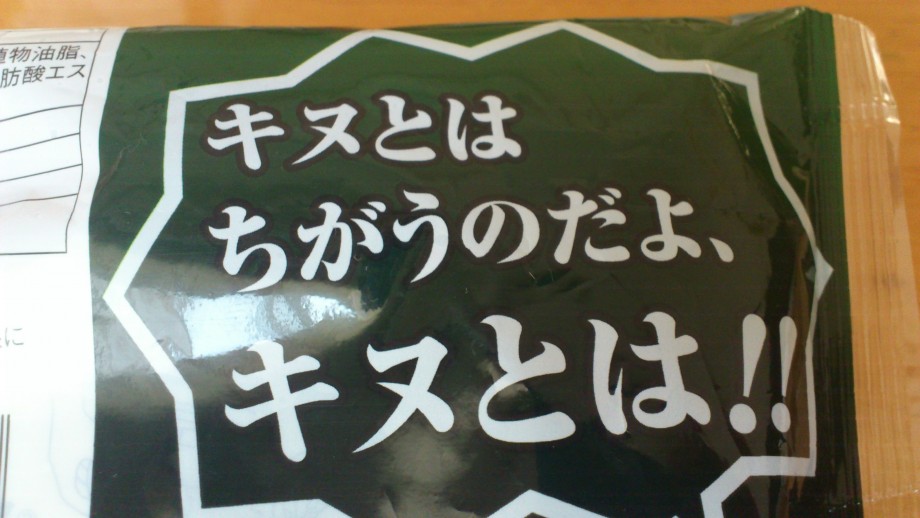 植物油脂、
肪酸エス
キヌとは
ちがうのだよ、
キヌとは!!
に